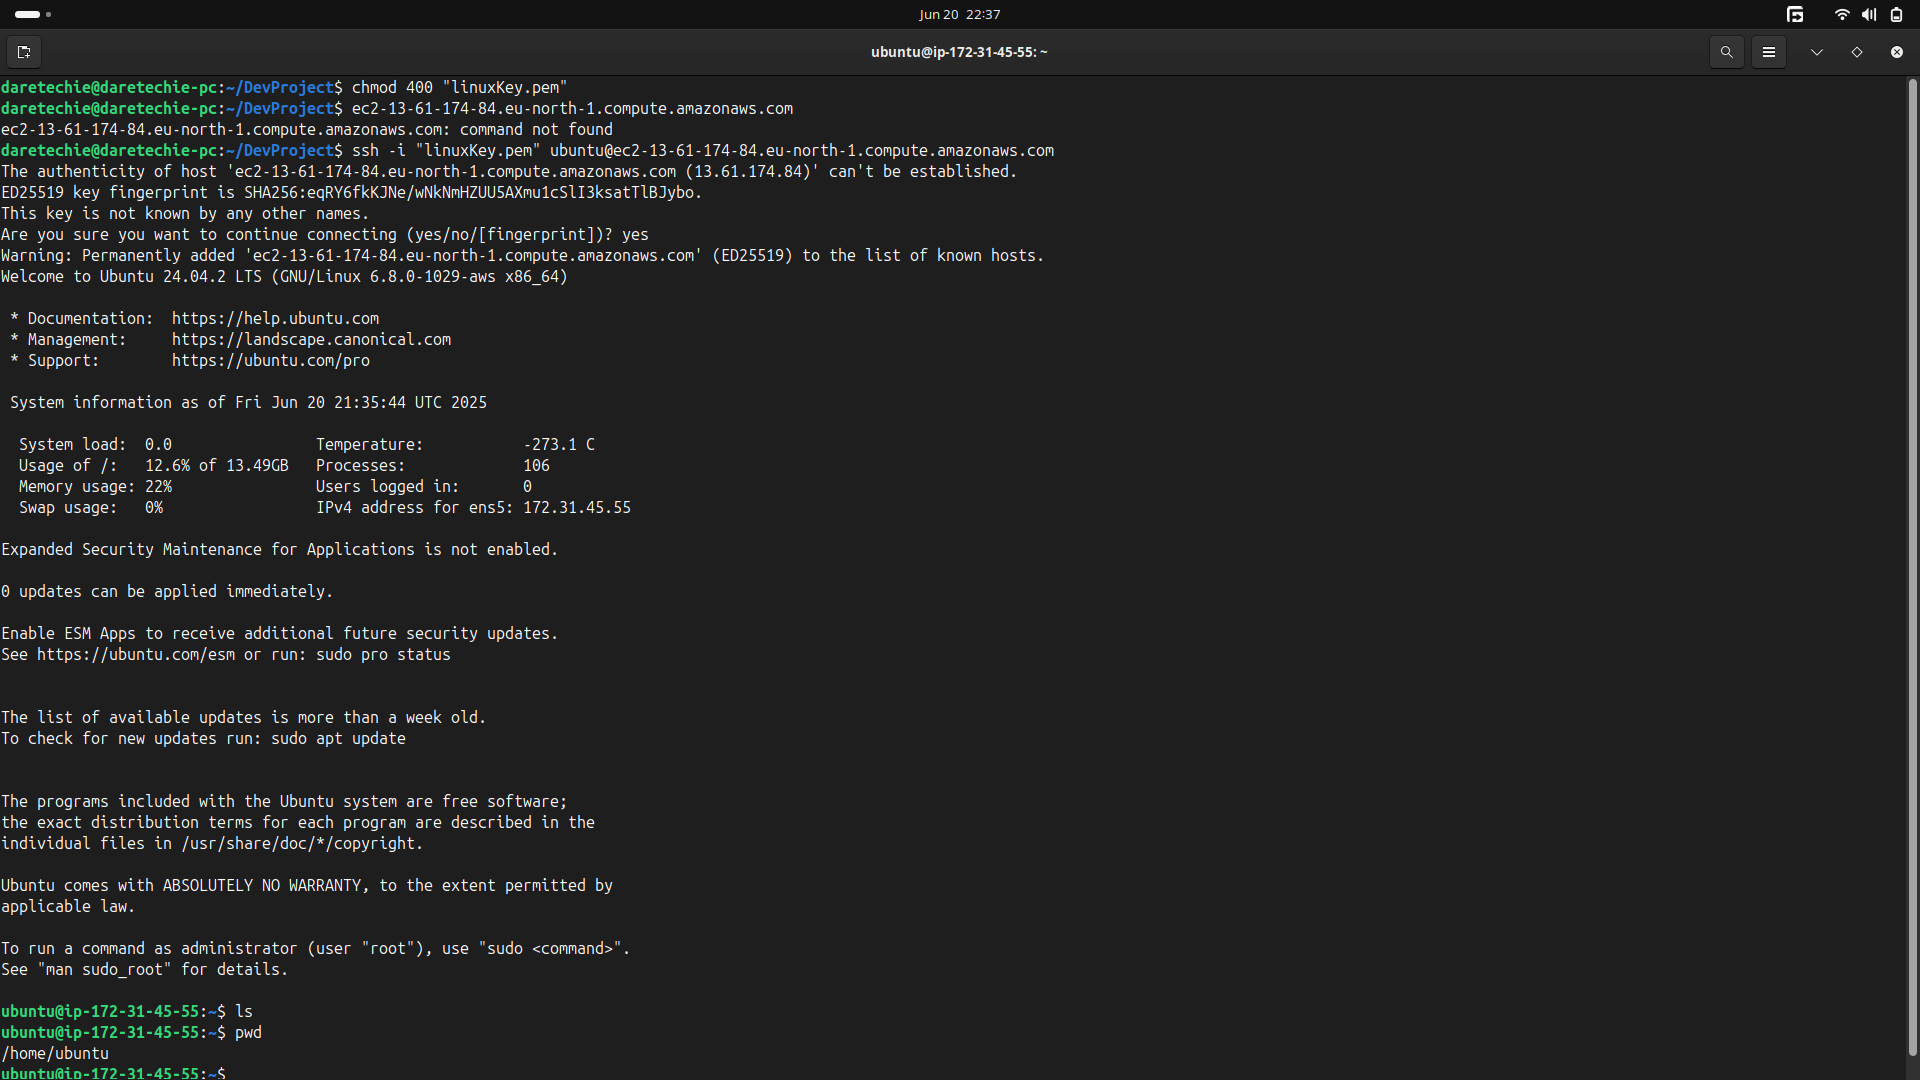 Jun 20 22:37
ubuntu@ip-172-31-45-55: ~
daretechie@daretechie-pc:~/DevProject$ chmod 400 "linuxKey.pem"
daretechie@daretechie-pc:~/DevProject$ ec2-13-61-174-84.eu-north-1.compute.amazonaws.com
ec2-13-61-174-84.eu-north-1.compute.amazonaws.com: command not found
daretechie@daretechie-pc:~/DevProject$ ssh -i "linuxKey.pem" ubuntu@ec2-13-61-174-84.eu-north-1.compute.amazonaws.com
The authenticity of host 'ec2-13-61-174-84.eu-north-1.compute.amazonaws.com (13.61.174.84)' can't be established.
ED25519 key fingerprint is SHA256:eqRY6fkKJNe/wNkNmHZUU5AXmu1cSlI3ksatTlBJybo.
This key is not known by any other names.
Are you sure you want to continue connecting (yes/no/[fingerprint])? yes
Warning: Permanently added 'ec2-13-61-174-84.eu-north-1.compute.amazonaws.com' (ED25519) to the list of known hosts.
Welcome to Ubuntu 24.04.2 LTS (GNU/Linux 6.8.0-1029-aws x86_64)

 * Documentation:  https://help.ubuntu.com
 * Management:     https://landscape.canonical.com
 * Support:        https://ubuntu.com/pro

 System information as of Fri Jun 20 21:35:44 UTC 2025

  System load:  0.0                Temperature:           -273.1 C
  Usage of /:   12.6% of 13.49GB   Processes:             106
  Memory usage: 22%                Users logged in:       0
  Swap usage:   0%                 IPv4 address for ens5: 172.31.45.55

Expanded Security Maintenance for Applications is not enabled.

0 updates can be applied immediately.

Enable ESM Apps to receive additional future security updates.
See https://ubuntu.com/esm or run: sudo pro status

The list of available updates is more than a week old.
To check for new updates run: sudo apt update

The programs included with the Ubuntu system are free software;
the exact distribution terms for each program are described in the
individual files in /usr/share/doc/*/copyright.

Ubuntu comes with ABSOLUTELY NO WARRANTY, to the extent permitted by
applicable law.

To run a command as administrator (user "root"), use "sudo <command>".
See "man sudo_root" for details.

ubuntu@ip-172-31-45-55:~$ ls
ubuntu@ip-172-31-45-55:~$ pwd
/home/ubuntu
ubuntu@ip-172-31-45-55:~$